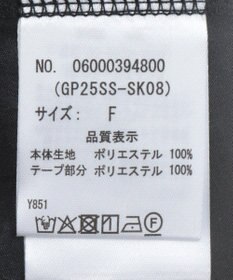 NO. 06000394800
(GP25SS-SK08)
サイズ: F
品質表示
本体生地 ポリエステル 100%
テープ部分 ポリエステル 100%
Y851